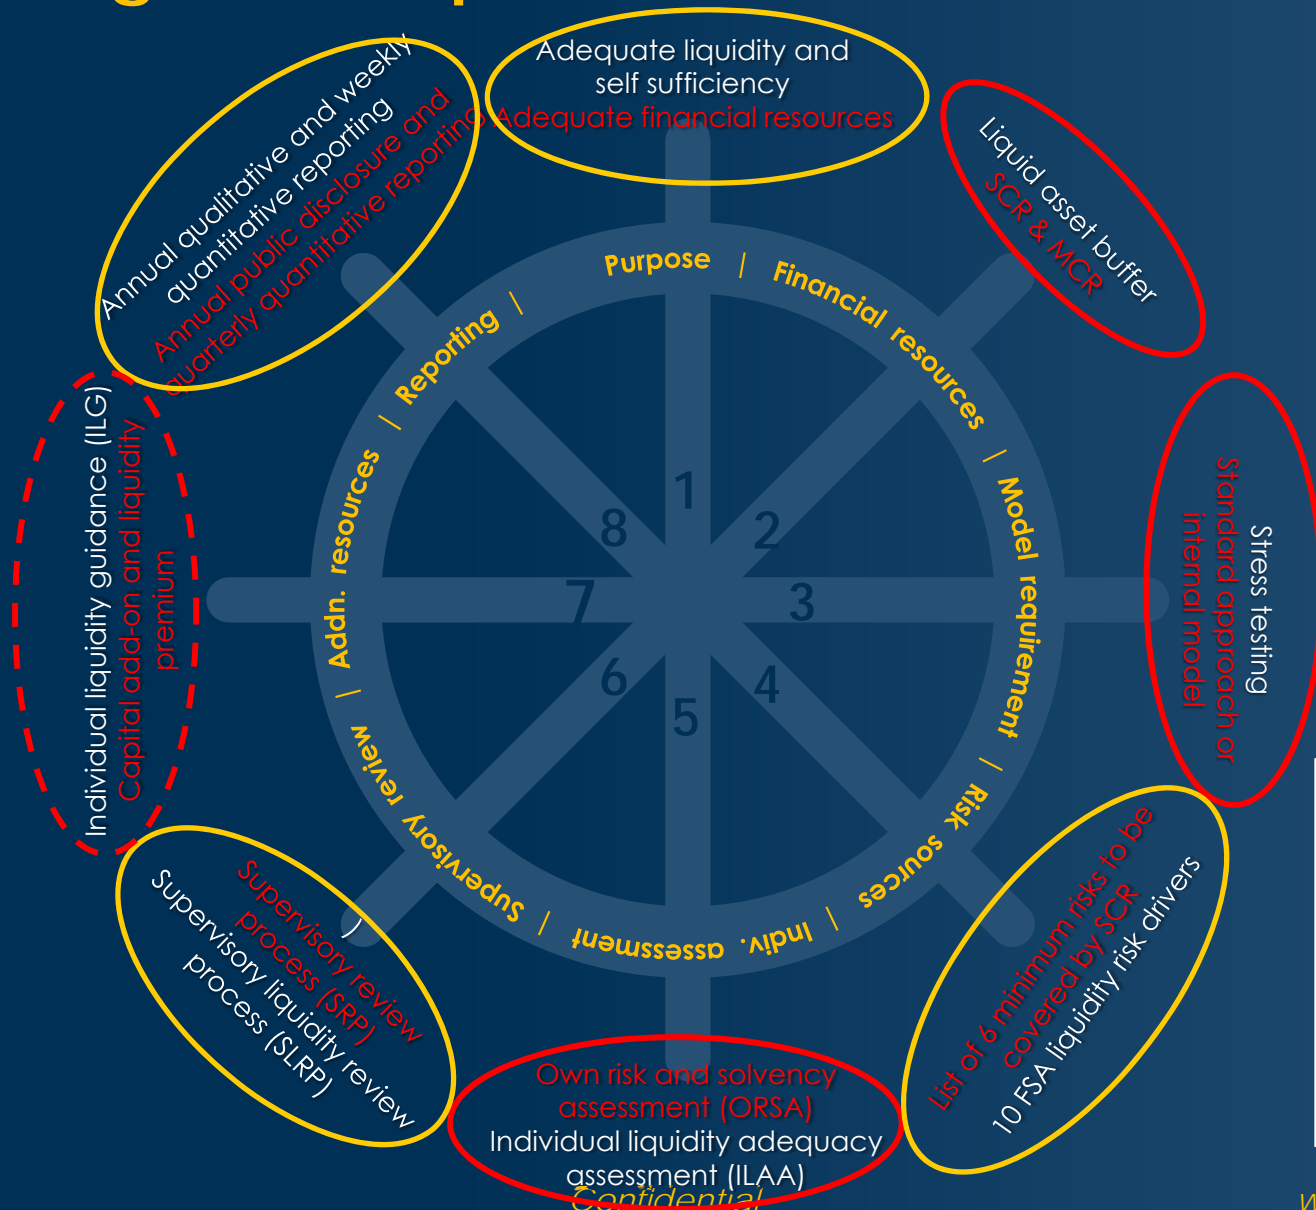 Adequate liquidity and
self sufficiency
Adequate financial resources
Liquid asset buffer
SCR & MCR
Stress testing
Standard approach or
internal model
List of 6 minimum risks to be
covered by SCR
10 FSA liquidity risk drivers
Own risk and solvency
assessment (ORSA)
Individual liquidity adequacy
assessment (ILAA)
Supervisory review
process (SRP)
)
Supervisory liquidity review
process (SLRP)
Individual liquidity guidance (ILG)
Capital add-on and liquidity
premium
Annual qualitative and weekly
quantitative reporting
Annual public disclosure and
quarterly quantitative reporting
Purpose | Financial resources | Model requirement | Risk sources | Indiv. assessment | Supervisory review | Addn. resources | Reporting |
1
2
3
4
5
6
7
8
Confidential